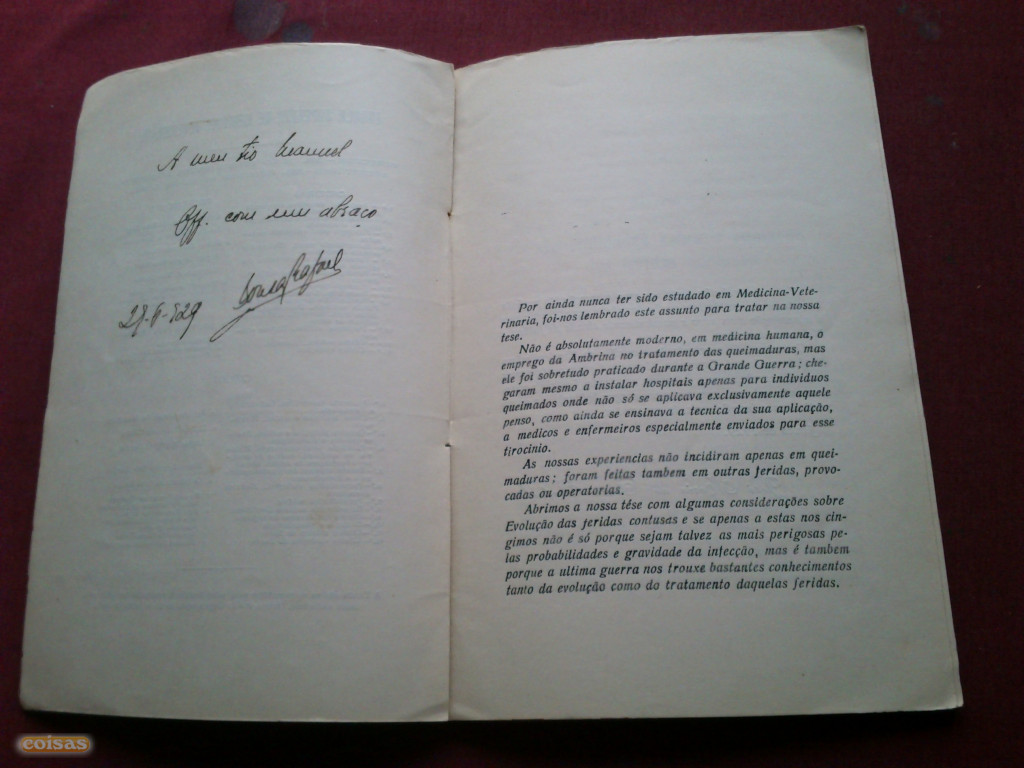 A meu tio Manuel
Off. com um abraço
Por ainda nunca ter sido estudado em Medicina-Vete-
rinaria, foi-nos lembrado este assunto para tratar na nossa
tese.
Não é absolutamente moderno, em medicina humana, o
emprego da Ambrina no tratamento das queimaduras, mas
ele foi sobretudo praticado durante a Grande Guerra; che-
garam mesmo a instalar hospitais apenas para individuos
queimados onde não só se aplicava exclusivamente aquele
penso, como ainda se ensinava a tecnica da sua aplicação,
a medicos e enfermeiros especialmente enviados para esse
tirocinio.
As nossas experiencias não incidiram apenas em quei-
maduras; foram feitas tambem em outras feridas, provo-
cadas ou operatorias.
Abrimos a nossa tése com algumas considerações sobre
Evolução das feridas contusas e se apenas a estas nos cin-
gimos não é só porque sejam talvez as mais perigosas pe-
las probabilidades e gravidade da infecção, mas é tambem
porque a ultima guerra nos trouxe bastantes conhecimentos
tanto da evolução como do tratamento daquelas feridas.
coisas